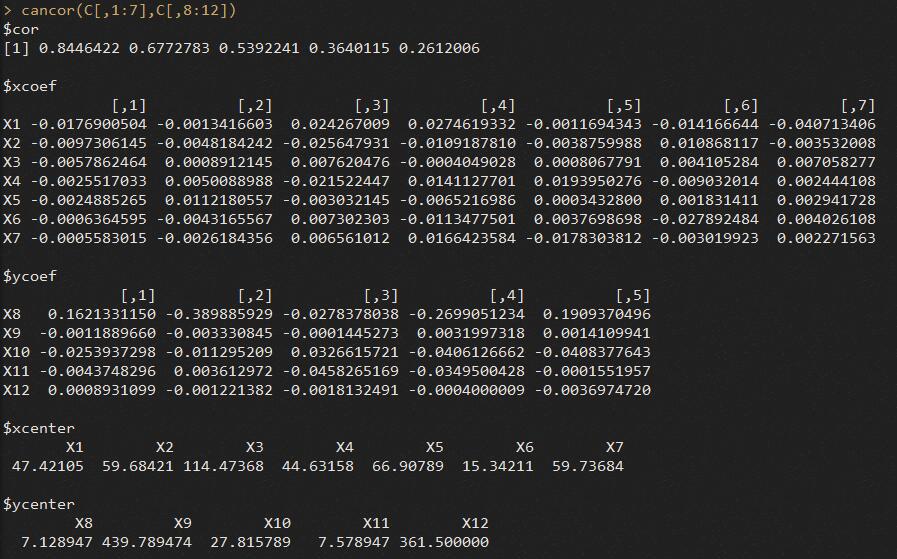 > cancor(C[,1:7],C[,8:12])
$cor
[1] 0.8446422 0.6772783 0.5392241 0.3640115 0.2612006
$xcoef
[,1] [,2] [,3] [,4] [,5] [,6] [,7]
X1 -0.0176900504 -0.0013416603 0.024267009 0.0274619332 -0.0011694343 -0.014166644 -0.040713406
X2 -0.0097306145 -0.0048184242 -0.025647931 -0.0109187810 -0.0038759988 0.010868117 -0.003532008
X3 -0.0057862464 0.0008912145 0.007620476 -0.0004049028 0.0008067791 0.004105284 0.007058277
X4 -0.0025517033 0.0050088988 -0.021522447 0.0141127701 0.0193950276 -0.009032014 0.002444108
X5 -0.0024885265 0.0112180557 -0.003032145 -0.0065216986 0.0003432800 0.001831411 0.002941728
X6 -0.0006364595 -0.0043165567 0.007302303 -0.0113477501 0.0037698698 -0.027892484 0.004026108
X7 -0.0005583015 -0.0026184356 0.006561012 0.0166423584 -0.0178303812 -0.003019923 0.002271563
$ycoef
[,1] [,2] [,3] [,4] [,5]
X8 0.1621331150 -0.389885929 -0.0278378038 -0.2699051234 0.1909370496
X9 -0.0011889660 -0.003330845 -0.0001445273 0.0031997318 0.0014109941
X10 -0.0253937298 -0.011295209 0.0326615721 -0.0406126662 -0.0408377643
X11 -0.0043748296 0.003612972 -0.0458265169 -0.0349500428 -0.0001551957
X12 0.0008931099 -0.001221382 -0.0018132491 -0.0004000009 -0.0036974720
$xcenter
X1 X2 X3 X4 X5 X6 X7
47.42105 59.68421 114.47368 44.63158 66.90789 15.34211 59.73684
$ycenter
X8 X9 X10 X11 X12
7.128947 439.789474 27.815789 7.578947 361.500000